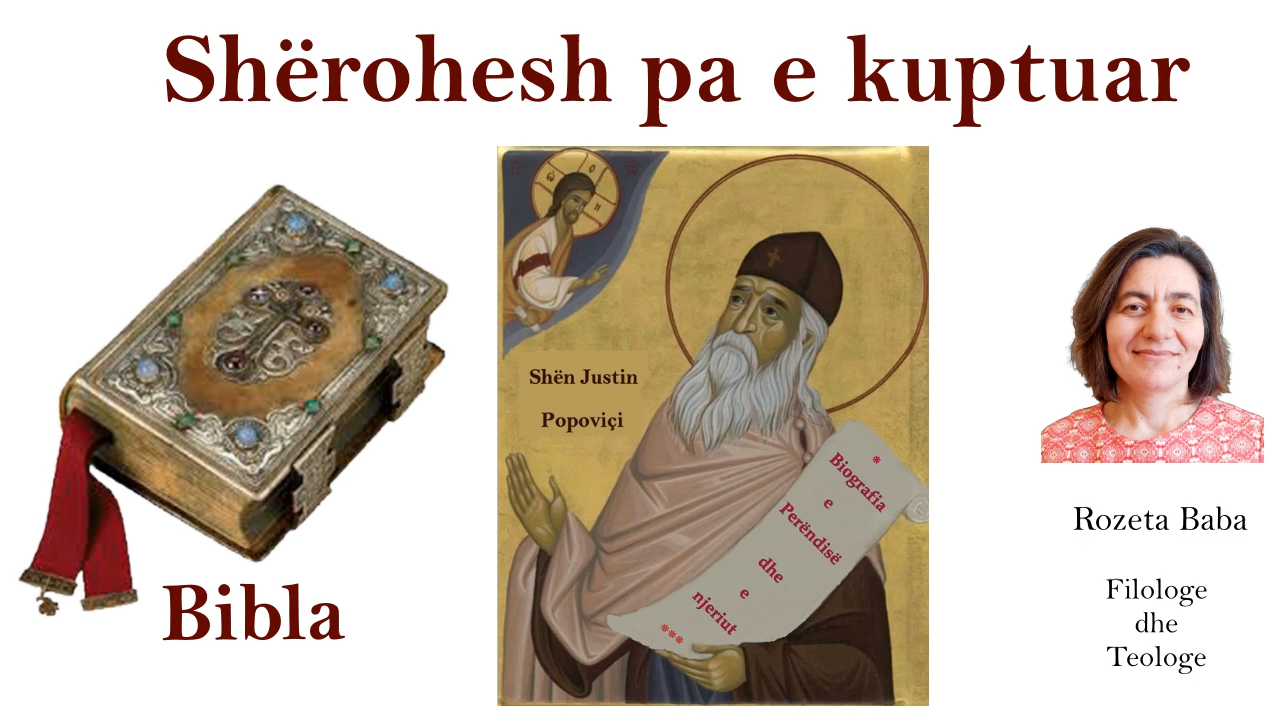 Shërohesh pa e kuptuar
Bibla
Shën Justin
Popoviçi
*
Biografia
e
Perëndisë
dhe
e
njeriut
***
Rozeta Baba
Filologe
dhe
Teologe